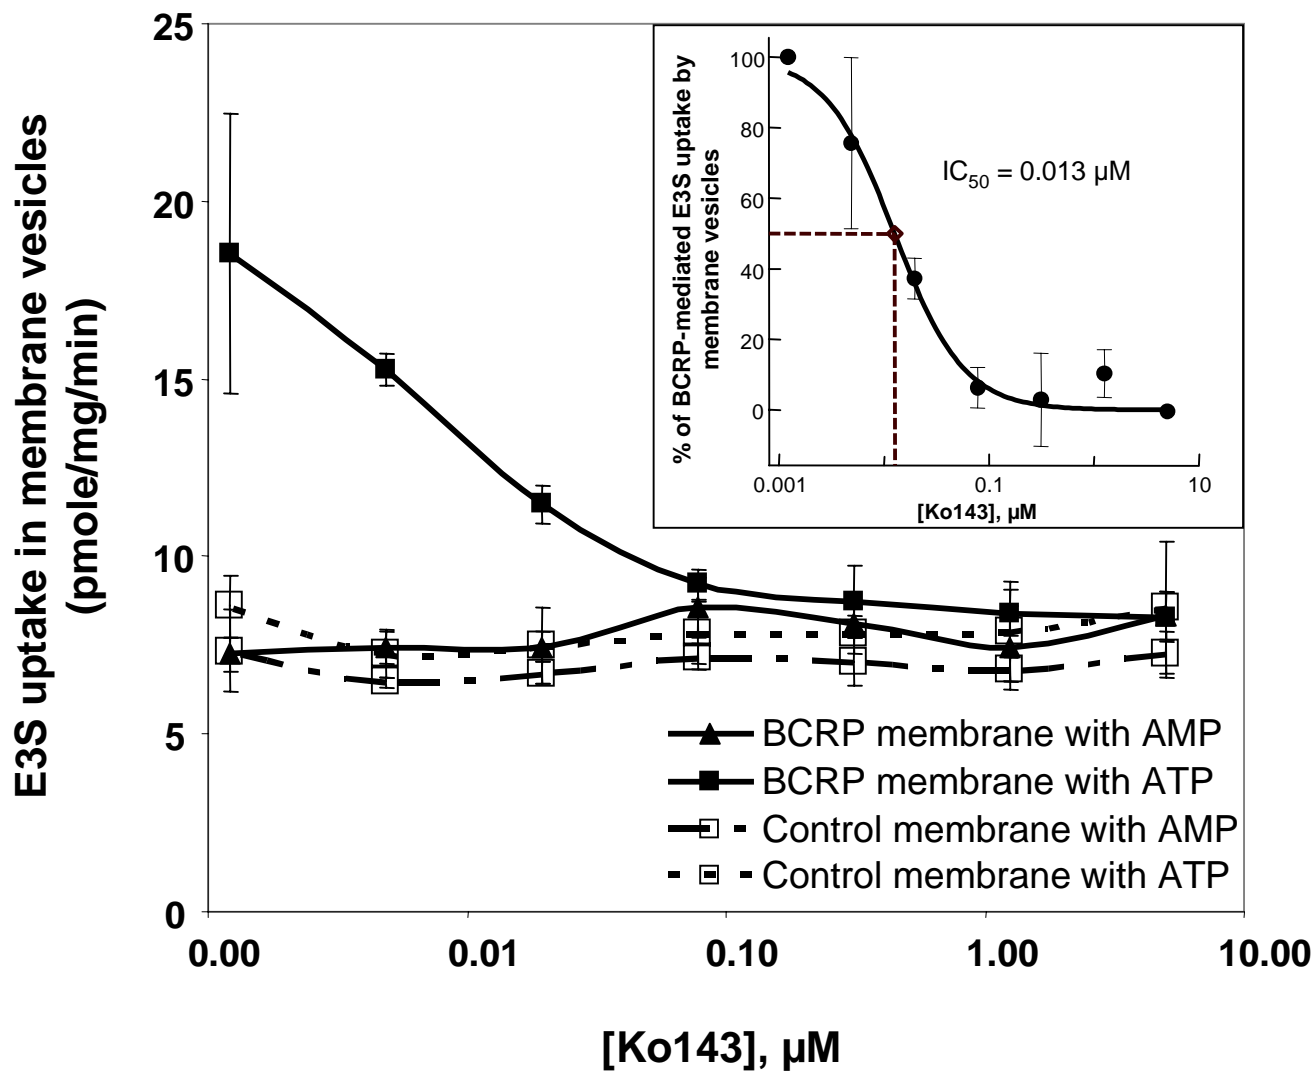 E3S uptake in membrane vesicles
(pmole/mg/min)
25
20
15
10
5
0
0.00
0.01
0.10
1.00
10.00
[Ko143], µM
% of BCRP-mediated E3S uptake by
membrane vesicles
100
80
60
40
20
0
IC50 = 0.013 µM
0.001
0.1
10
[Ko143], µM
BCRP membrane with AMP
BCRP membrane with ATP
Control membrane with AMP
Control membrane with ATP